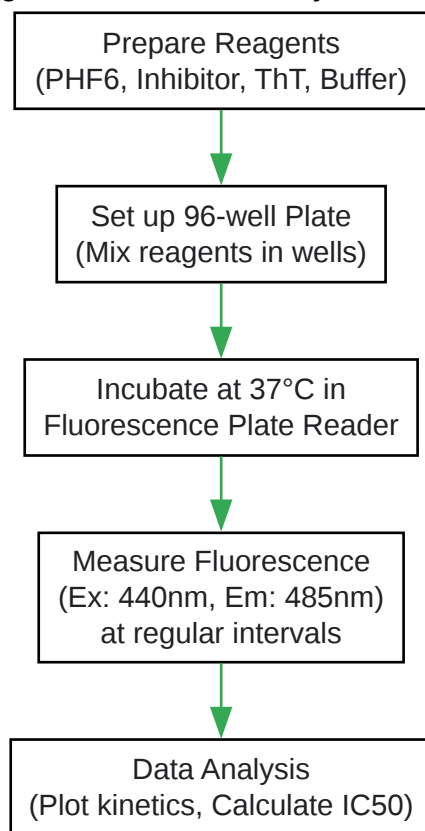 Prepare Reagents
(PHF6, Inhibitor, ThT, Buffer)
Set up 96-well Plate
(Mix reagents in wells)
Incubate at 37°C in
Fluorescence Plate Reader
Measure Fluorescence
(Ex: 440nm, Em: 485nm)
at regular intervals
Data Analysis
(Plot kinetics, Calculate IC50)